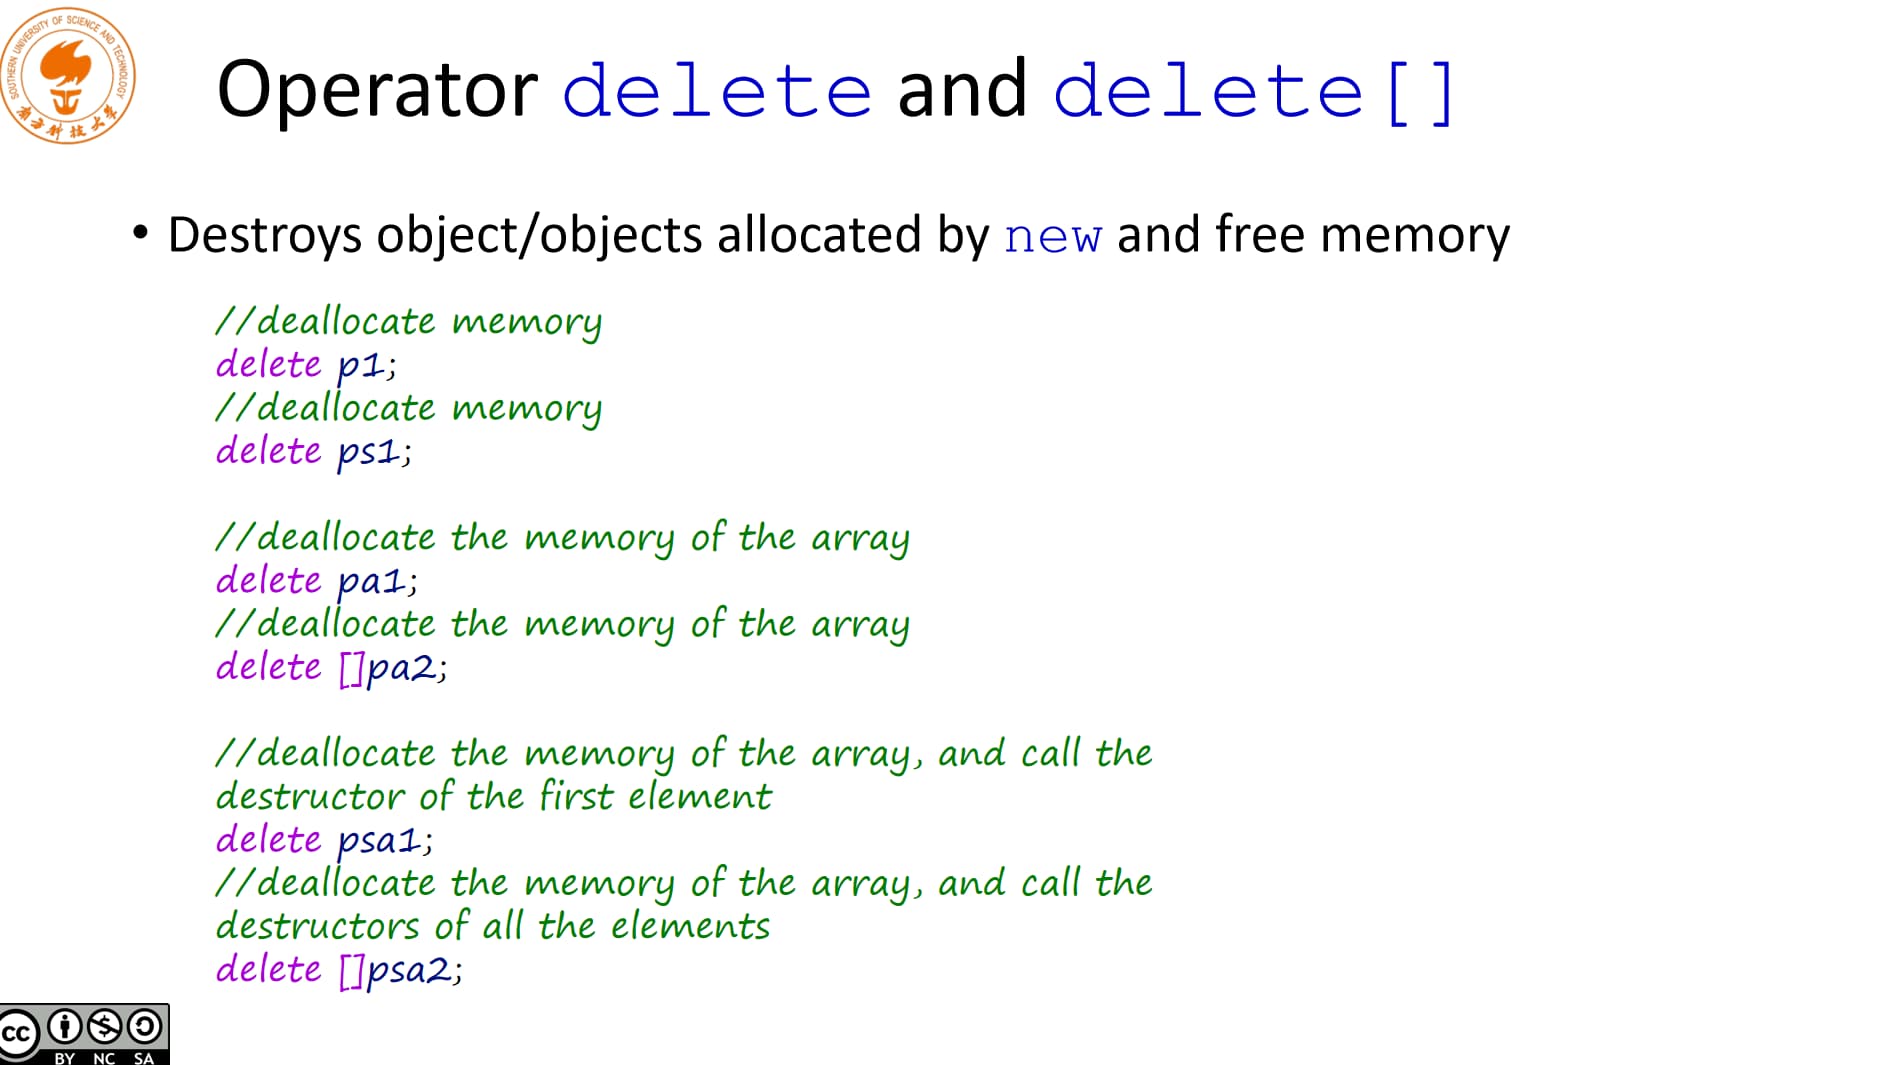 SOUTHERN UNIVERSITY OF SCIENCE AND TECHNOLOGY
南方科技大学
Operator delete and delete[]
• Destroys object/objects allocated by new and free memory
//deallocate memory
delete p1;
//deallocate memory
delete ps1;
//deallocate the memory of the array
delete pa1;
//deallocate the memory of the array
delete []pa2;
//deallocate the memory of the array, and call the
destructor of the first element
delete psa1;
//deallocate the memory of the array, and call the
destructors of all the elements
delete []psa2;
cc
BY NC SA